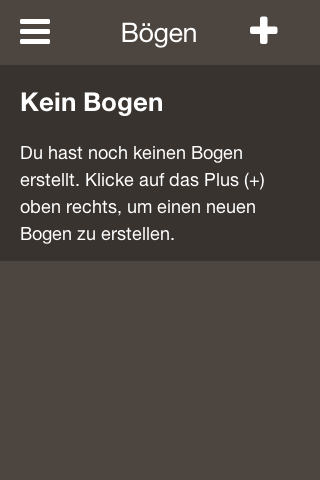 Bögen
Kein Bogen
Du hast noch keinen Bogen
erstellt. Klicke auf das Plus (+)
oben rechts, um einen neuen
Bogen zu erstellen.